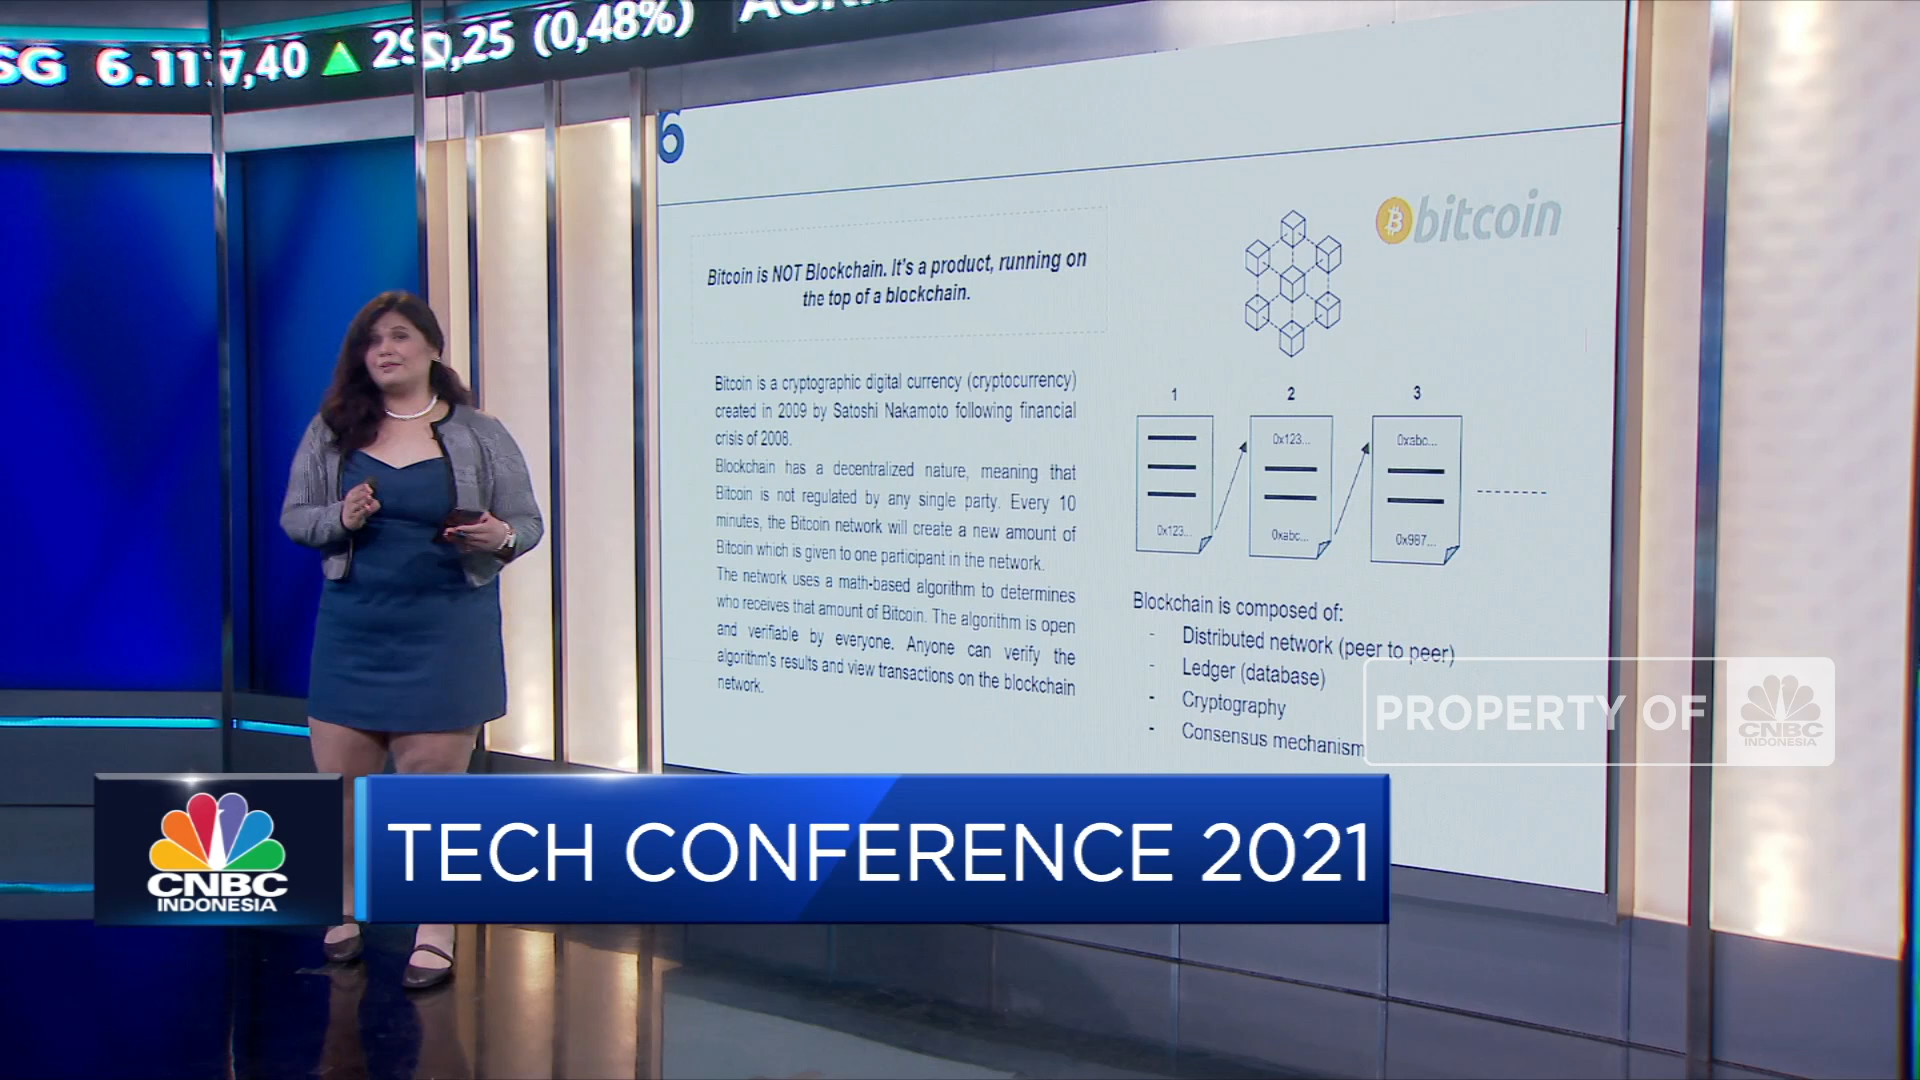 SG 6.117,40 ▲ 29,25 (0,48%)
6
bitcoin
Bitcoin is NOT Blockchain. It's a product, running on
the top of a blockchain.
Bitcoin is a cryptographic digital currency (cryptocurrency)
created in 2009 by Satoshi Nakamoto following financial
crisis of 2008.
Blockchain has a decentralized nature, meaning that
Bitcoin is not regulated by any single party. Every 10
minutes, the Bitcoin network will create a new amount of
Bitcoin which is given to one participant in the network.
The network uses a math-based algorithm to determines
who receives that amount of Bitcoin. The algorithm is open
and verifiable by everyone. Anyone can verify the
algorithm's results and view transactions on the blockchain
network.
1 2 3
0x123... 0xabc...
0x123... 0xabc... 0x987...
Blockchain is composed of:
- Distributed network (peer to peer)
- Ledger (database)
- Cryptography
- Consensus mechanism
PROPERTY OF
CNBC
INDONESIA
CNBC
INDONESIA
TECH CONFERENCE 2021